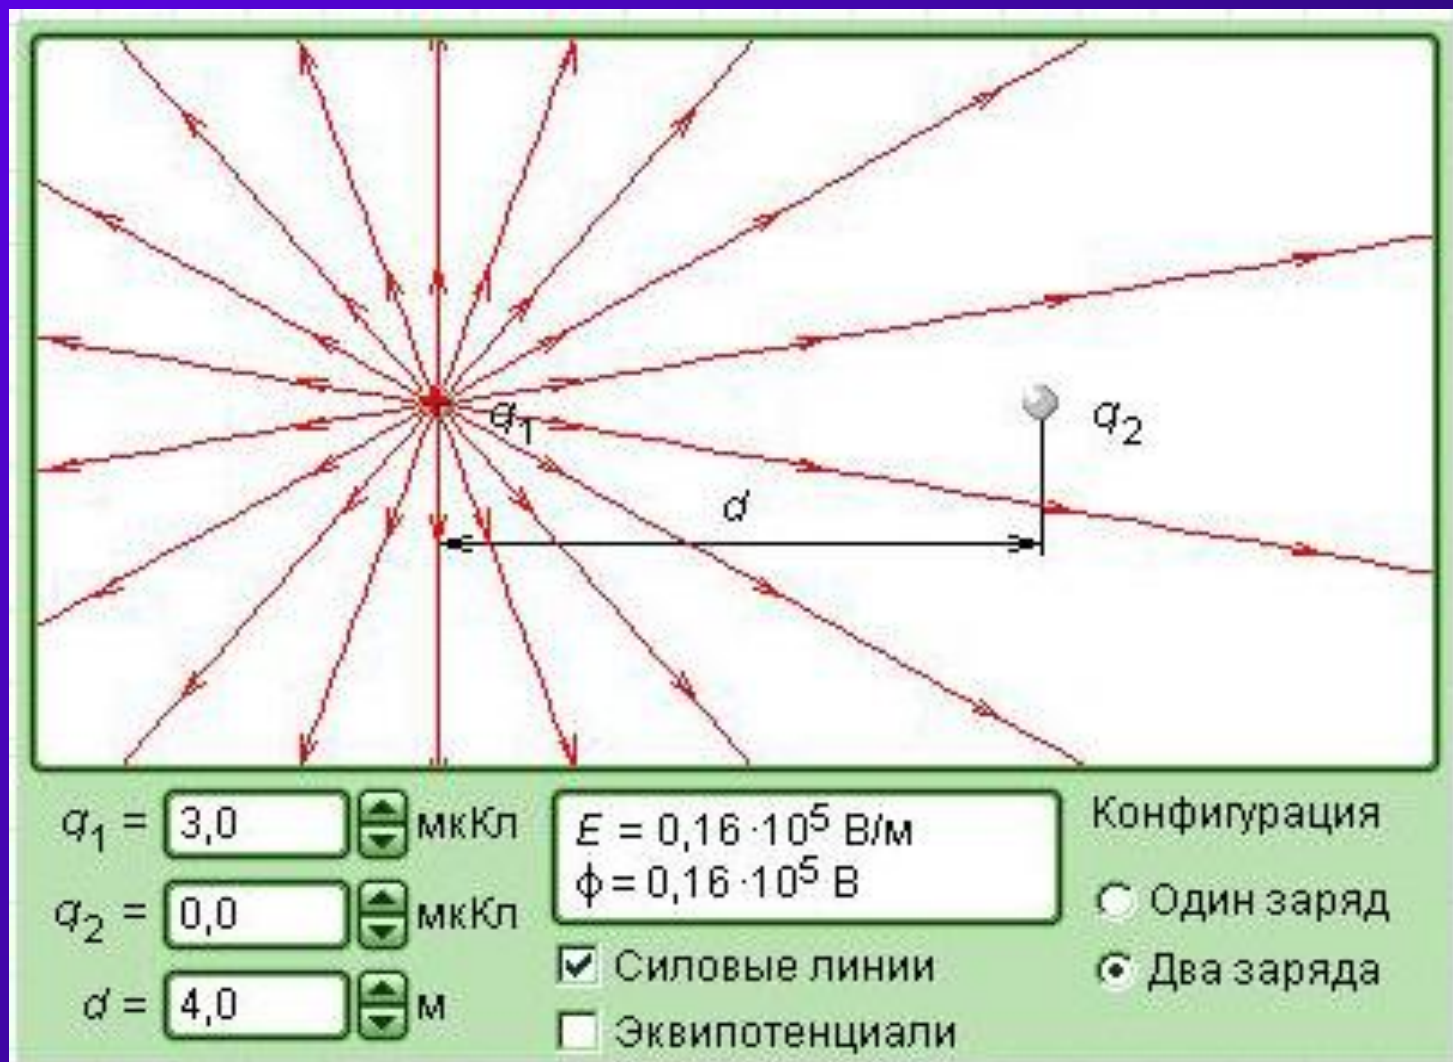 q₁
q₂
d
q₁ = 3,0 мкКл
q₂ = 0,0 мкКл
d = 4,0 м
E = 0,16 ·10⁵ В/м
ϕ = 0,16 ·10⁵ В
Силовые линии
Эквипотенциали
Конфигурация
Один заряд
Два заряда